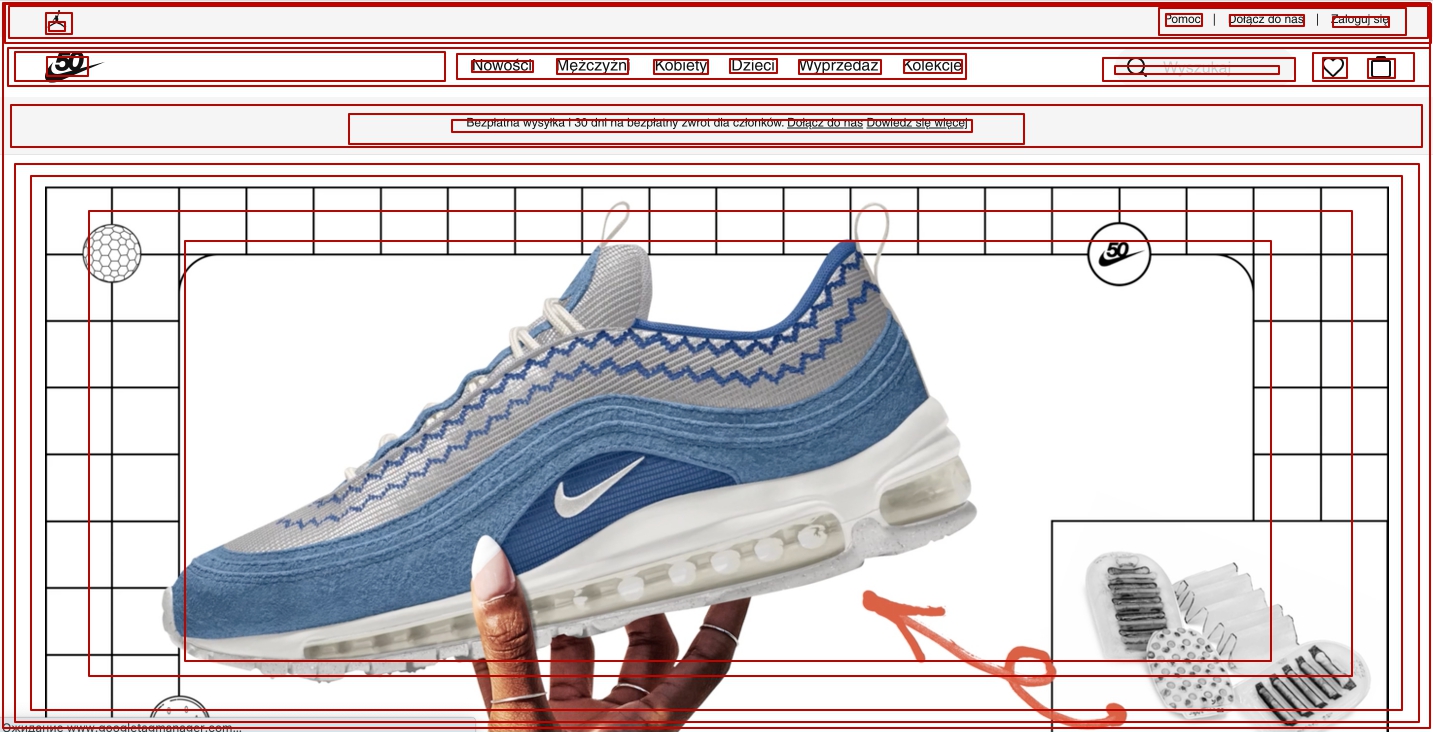 Pomoc | Dołącz do nas | Zaloguj się
50
Nowości Mężczyźni Kobiety Dzieci Wyprzedaż Kolekcje Wyszukaj
Bezpłatna wysyłka i 30 dni na bezpłatny zwrot dla członków. Dołącz do nas Dowiedz się więcej
50
Ожидание www.googletagmanager.com...